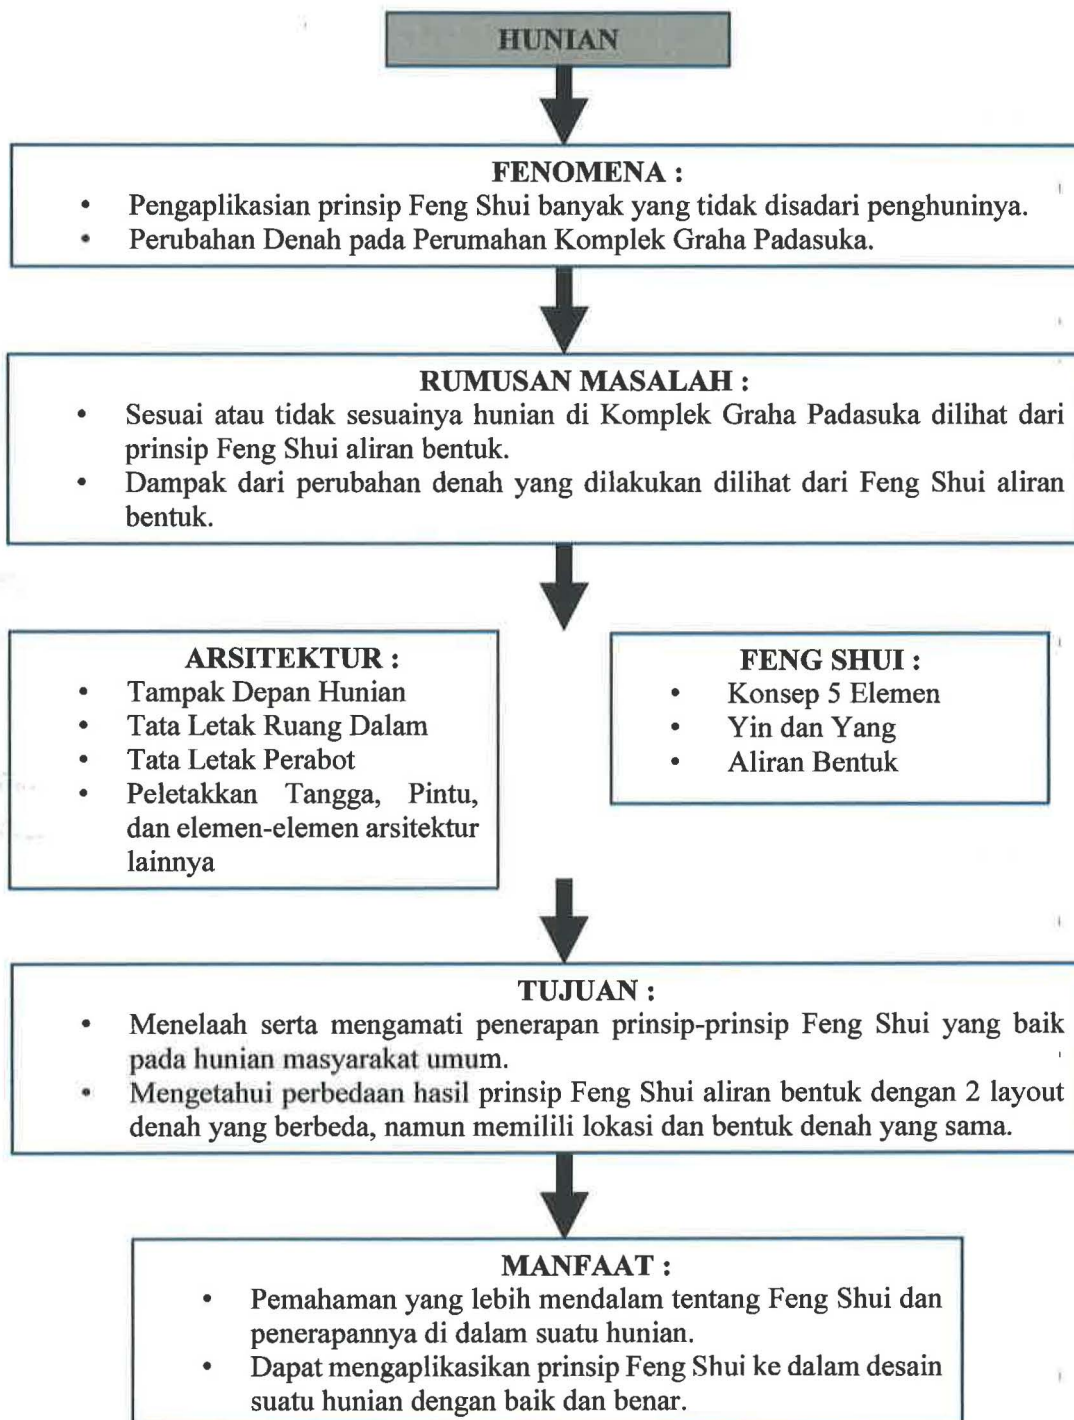 HUNIAN
FENOMENA :
• Pengaplikasian prinsip Feng Shui banyak yang tidak disadari penghuninya.
• Perubahan Denah pada Perumahan Komplek Graha Padasuka.
RUMUSAN MASALAH :
• Sesuai atau tidak sesuainya hunian di Komplek Graha Padasuka dilihat dari
prinsip Feng Shui aliran bentuk.
• Dampak dari perubahan denah yang dilakukan dilihat dari Feng Shui aliran
bentuk.
ARSITEKTUR :
• Tampak Depan Hunian
• Tata Letak Ruang Dalam
• Tata Letak Perabot
• Peletakkan Tangga, Pintu,
dan elemen-elemen arsitektur
lainnya
FENG SHUI :
• Konsep 5 Elemen
• Yin dan Yang
• Aliran Bentuk
TUJUAN :
• Menelaah serta mengamati penerapan prinsip-prinsip Feng Shui yang baik
pada hunian masyarakat umum.
• Mengetahui perbedaan hasil prinsip Feng Shui aliran bentuk dengan 2 layout
denah yang berbeda, namun memilili lokasi dan bentuk denah yang sama.
MANFAAT :
• Pemahaman yang lebih mendalam tentang Feng Shui dan
penerapannya di dalam suatu hunian.
• Dapat mengaplikasikan prinsip Feng Shui ke dalam desain
suatu hunian dengan baik dan benar.